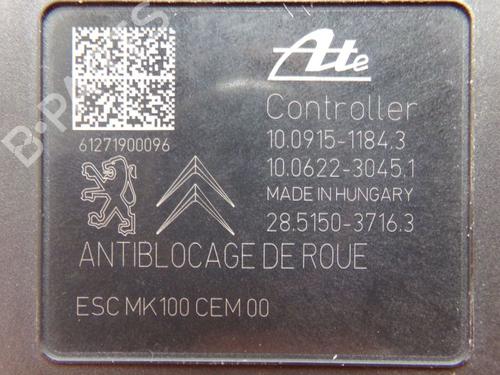 Ate
Controller
10.0915-1184.3
61271900096
10.0622-3045.1
MADE IN HUNGARY
28.5150-3716.3
ANTIBLOCAGE DE ROUE
ESC MK100 CEM 00
B-PARTS